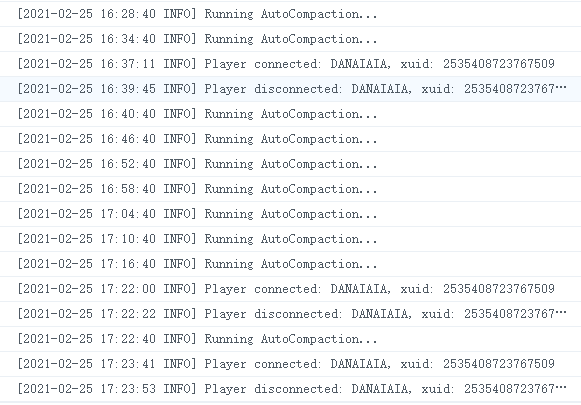 [2021-02-25 16:28:40 INFO] Running AutoCompaction...
[2021-02-25 16:34:40 INFO] Running AutoCompaction...
[2021-02-25 16:37:11 INFO] Player connected: DANAIAIA, xuid: 2535408723767509
[2021-02-25 16:39:45 INFO] Player disconnected: DANAIAIA, xuid: 2535408723767…
[2021-02-25 16:40:40 INFO] Running AutoCompaction...
[2021-02-25 16:46:40 INFO] Running AutoCompaction...
[2021-02-25 16:52:40 INFO] Running AutoCompaction...
[2021-02-25 16:58:40 INFO] Running AutoCompaction...
[2021-02-25 17:04:40 INFO] Running AutoCompaction...
[2021-02-25 17:10:40 INFO] Running AutoCompaction...
[2021-02-25 17:16:40 INFO] Running AutoCompaction...
[2021-02-25 17:22:00 INFO] Player connected: DANAIAIA, xuid: 2535408723767509
[2021-02-25 17:22:22 INFO] Player disconnected: DANAIAIA, xuid: 2535408723767…
[2021-02-25 17:22:40 INFO] Running AutoCompaction...
[2021-02-25 17:23:41 INFO] Player connected: DANAIAIA, xuid: 2535408723767509
[2021-02-25 17:23:53 INFO] Player disconnected: DANAIAIA, xuid: 2535408723767…